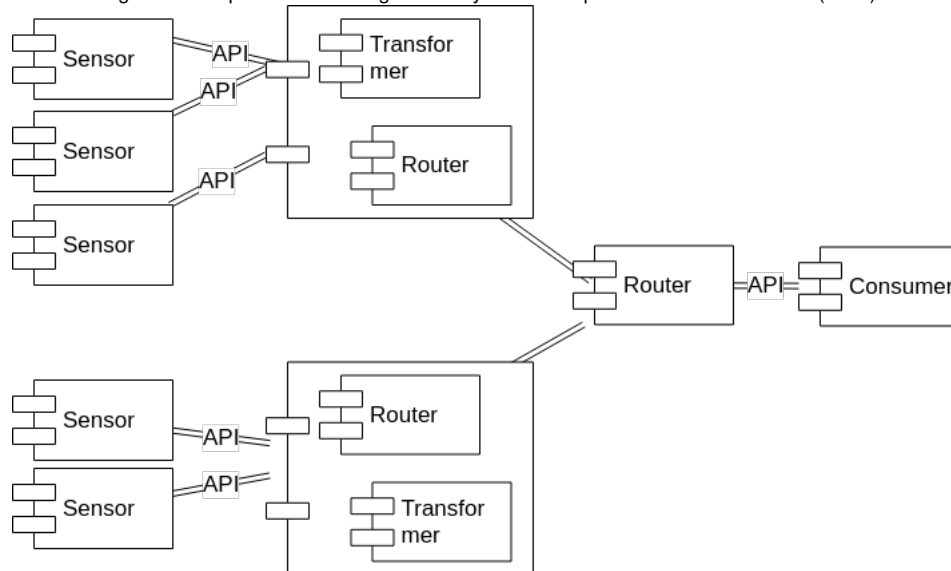 Sensor
API
API
Transfor
mer
Sensor
Router
API
Sensor
Router
API
Consumer
Sensor
API
Router
API
Sensor
Transfor
mer